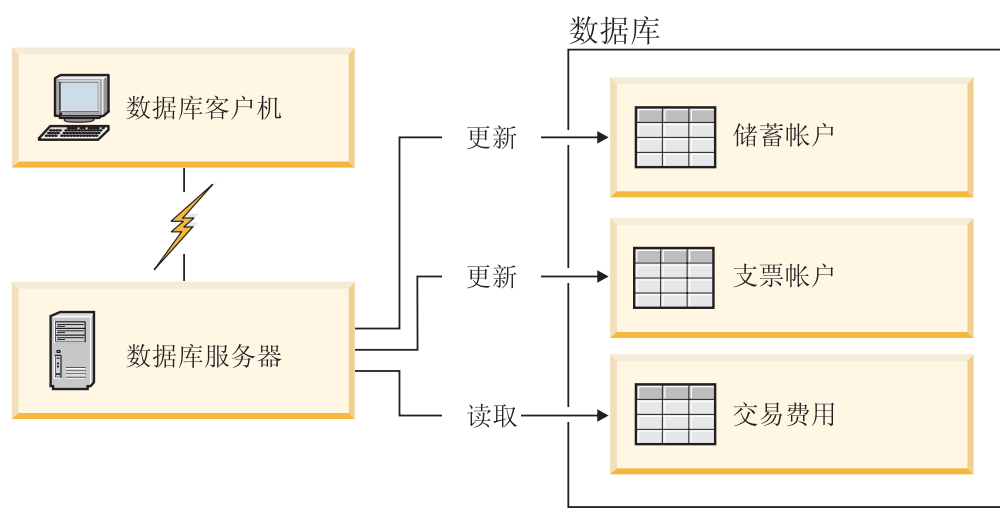 数据库
数据库客户机
更新
储蓄帐户
更新
支票帐户
数据库服务器
读取
交易费用